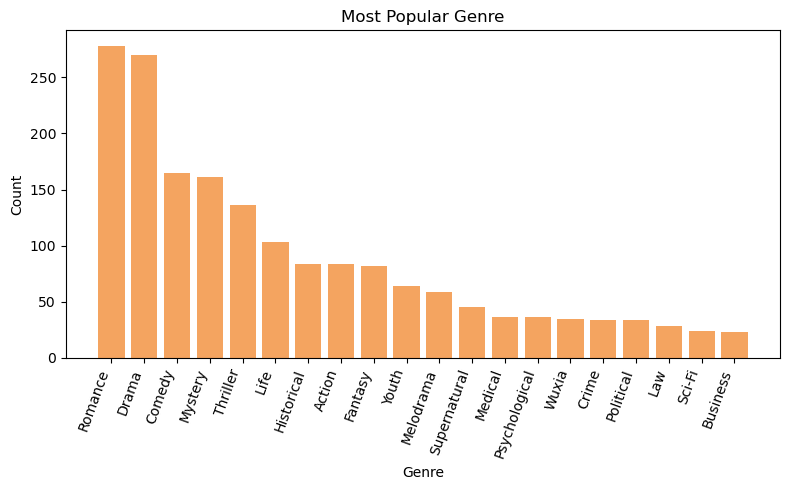 Most Popular Genre
Count
250
200
150
100
50
0
Romance
Drama
Comedy
Mystery
Thriller
Life
Historical
Action
Fantasy
Youth
Melodrama
Supernatural
Medical
Psychological
Wuxia
Crime
Political
Law
Sci-Fi
Business
Genre